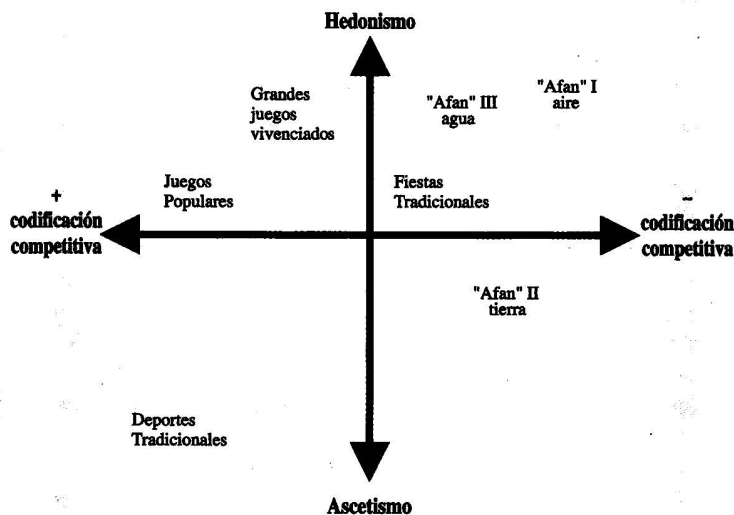 Hedonismo
Grandes
juegos
vivenciados
"Afan" III
agua
"Afan" I
aire
Juegos
Populares
Fiestas
Tradicionales
+
codificación
competitiva
–
codificación
competitiva
"Afan" II
tierra
Deportes
Tradicionales
Ascetismo